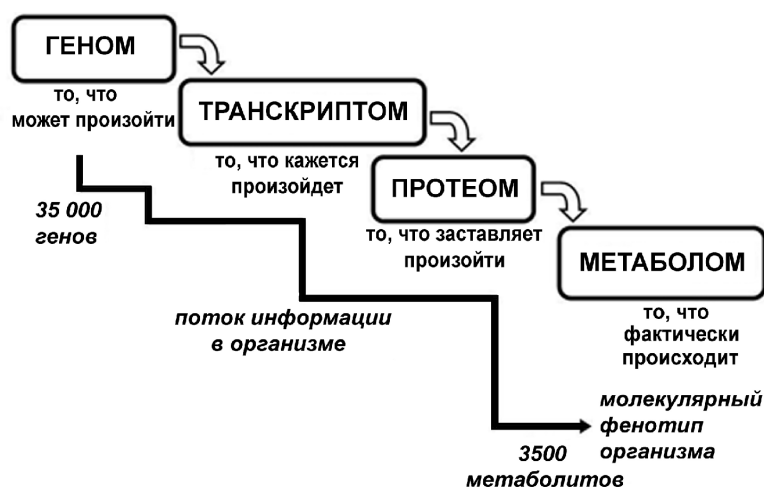 ГЕНОМ
то, что
может произойти
ТРАНСКРИПТОМ
то, что кажется
произойдет
ПРОТЕОМ
то, что заставляет
произойти
МЕТАБОЛОМ
то, что
фактически
происходит
35 000
генов
поток информации
в организме
3500
метаболитов
молекулярный
фенотип
организма